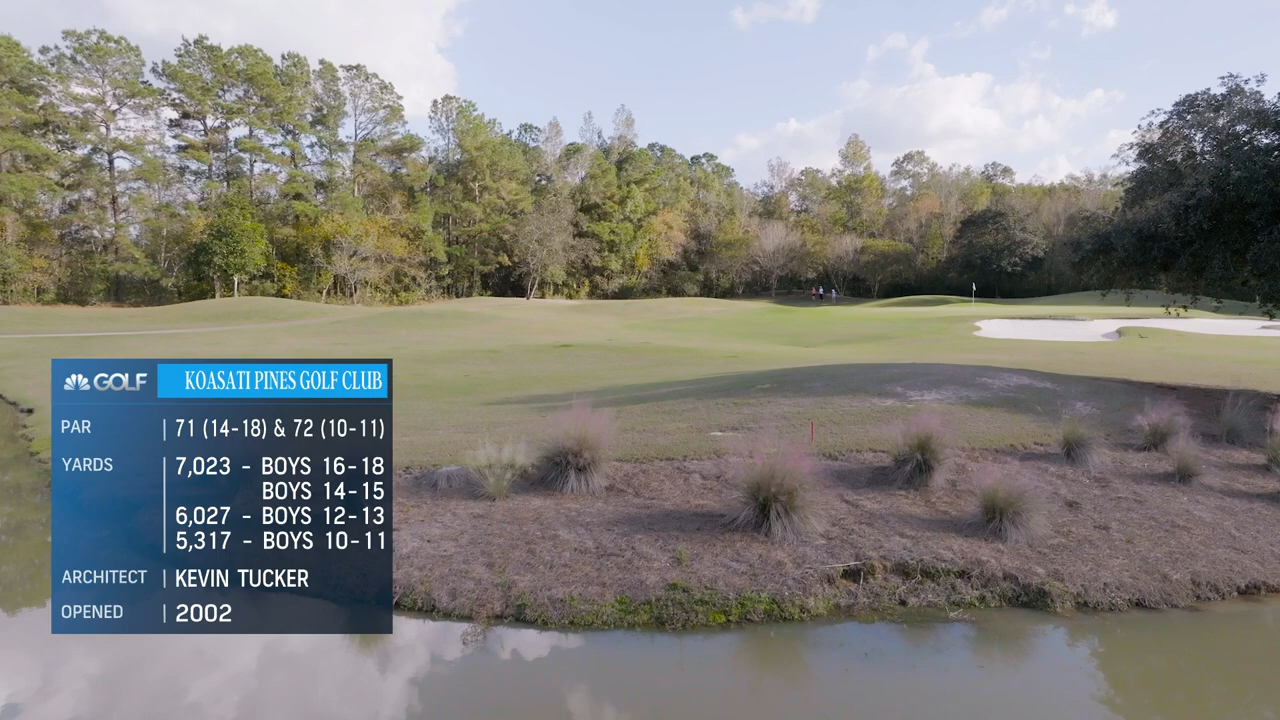 GOLF KOASATI PINES GOLF CLUB
PAR | 71 (14-18) & 72 (10-11)
YARDS | 7,023 - BOYS 16-18
BOYS 14-15
6,027 - BOYS 12-13
5,317 - BOYS 10-11
ARCHITECT | KEVIN TUCKER
OPENED | 2002